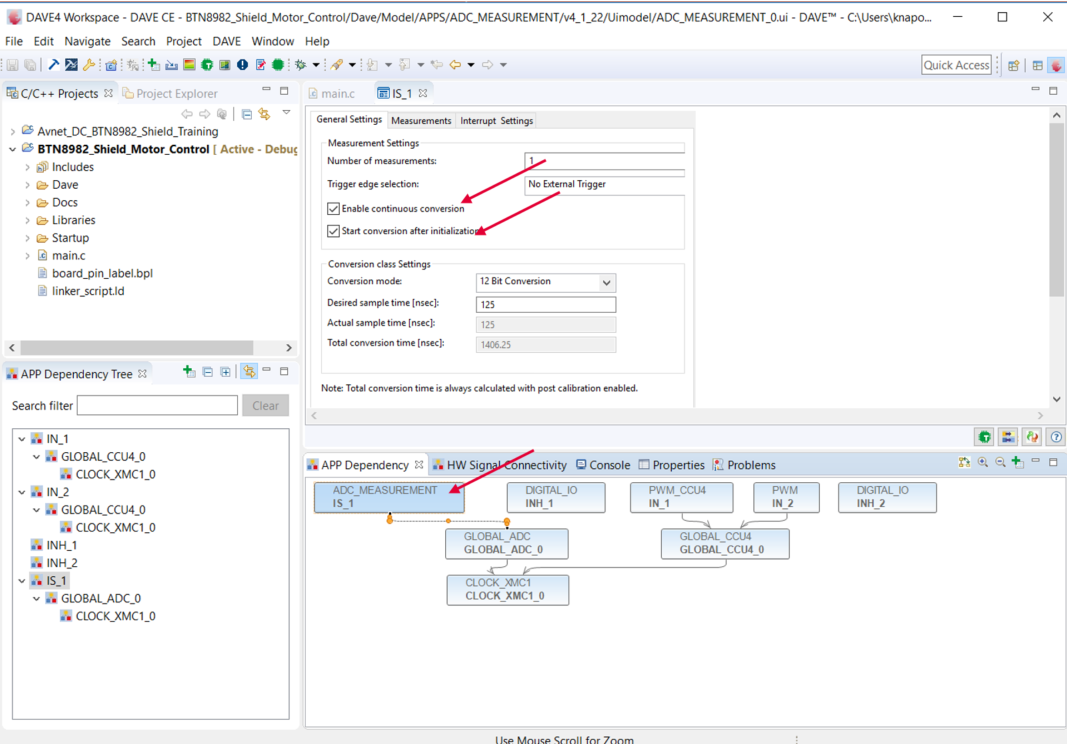 DAVE4 Workspace - DAVE CE - BTN8982_Shield_Motor_Control/Dave/Model/APPS/ADC_MEASUREMENT/v4_1_22/Uimodel/ADC_MEASUREMENT_0.ui - DAVE™ - C:\Users\knapo...
File Edit Navigate Search Project DAVE Window Help
Quick Access
C/C++ Projects Project Explorer
Avnet_DC_BTN8982_Shield_Training
BTN8982_Shield_Motor_Control [ Active - Debug
Includes
Dave
Docs
Libraries
Startup
main.c
board_pin_label.bpl
linker_script.ld
APP Dependency Tree
Search filter Clear
IN_1
GLOBAL_CCU4_0
CLOCK_XMC1_0
IN_2
GLOBAL_CCU4_0
CLOCK_XMC1_0
INH_1
INH_2
IS_1
GLOBAL_ADC_0
CLOCK_XMC1_0
main.c IS_1
General Settings Measurements Interrupt Settings
Measurement Settings
Number of measurements: 1
Trigger edge selection: No External Trigger
Enable continuous conversion
Start conversion after initialization
Conversion class Settings
Conversion mode: 12 Bit Conversion
Desired sample time [nsec]: 125
Actual sample time [nsec]: 125
Total conversion time [nsec]: 1406.25
Note: Total conversion time is always calculated with post calibration enabled.
APP Dependency HW Signal Connectivity Console Properties Problems
ADC_MEASUREMENT DIGITAL_IO PWM_CCU4 PWM DIGITAL_IO
IS_1 INH_1 IN_1 IN_2 INH_2
GLOBAL_ADC GLOBAL_CCU4
GLOBAL_ADC_0 GLOBAL_CCU4_0
CLOCK_XMC1
CLOCK_XMC1_0
Use Mouse Scroll for Zoom